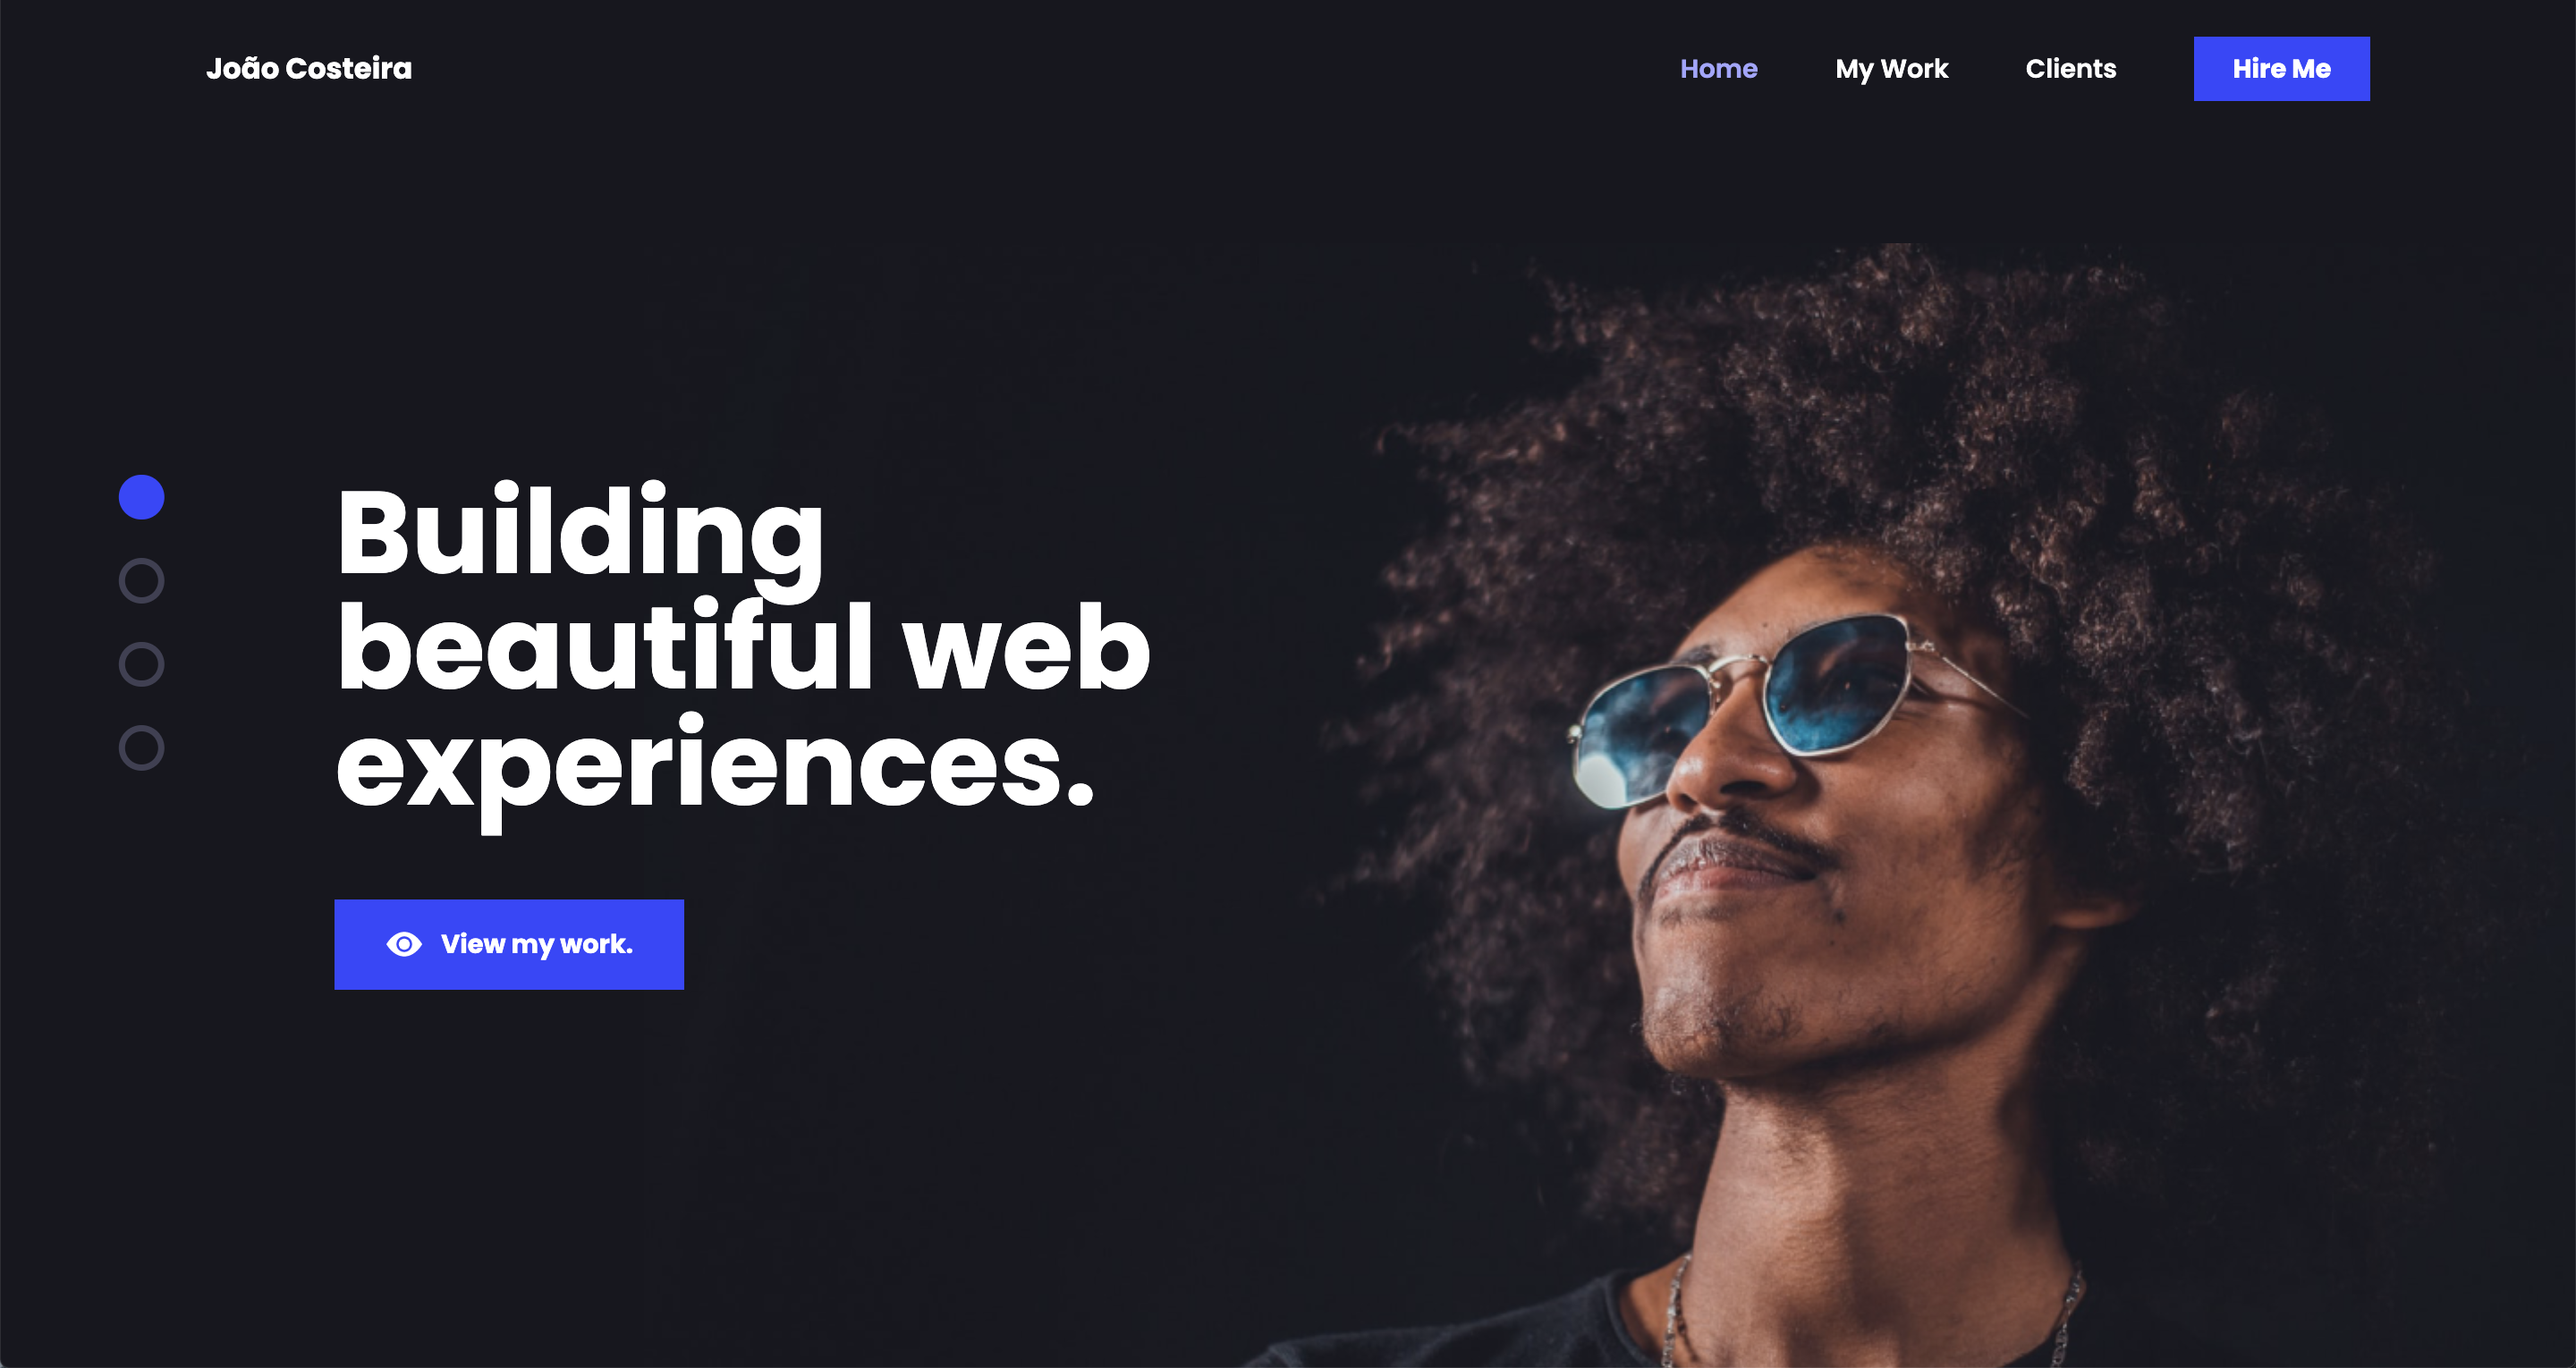 João Costeira
Home
My Work
Clients
Hire Me
Building
beautiful web
experiences.
View my work.